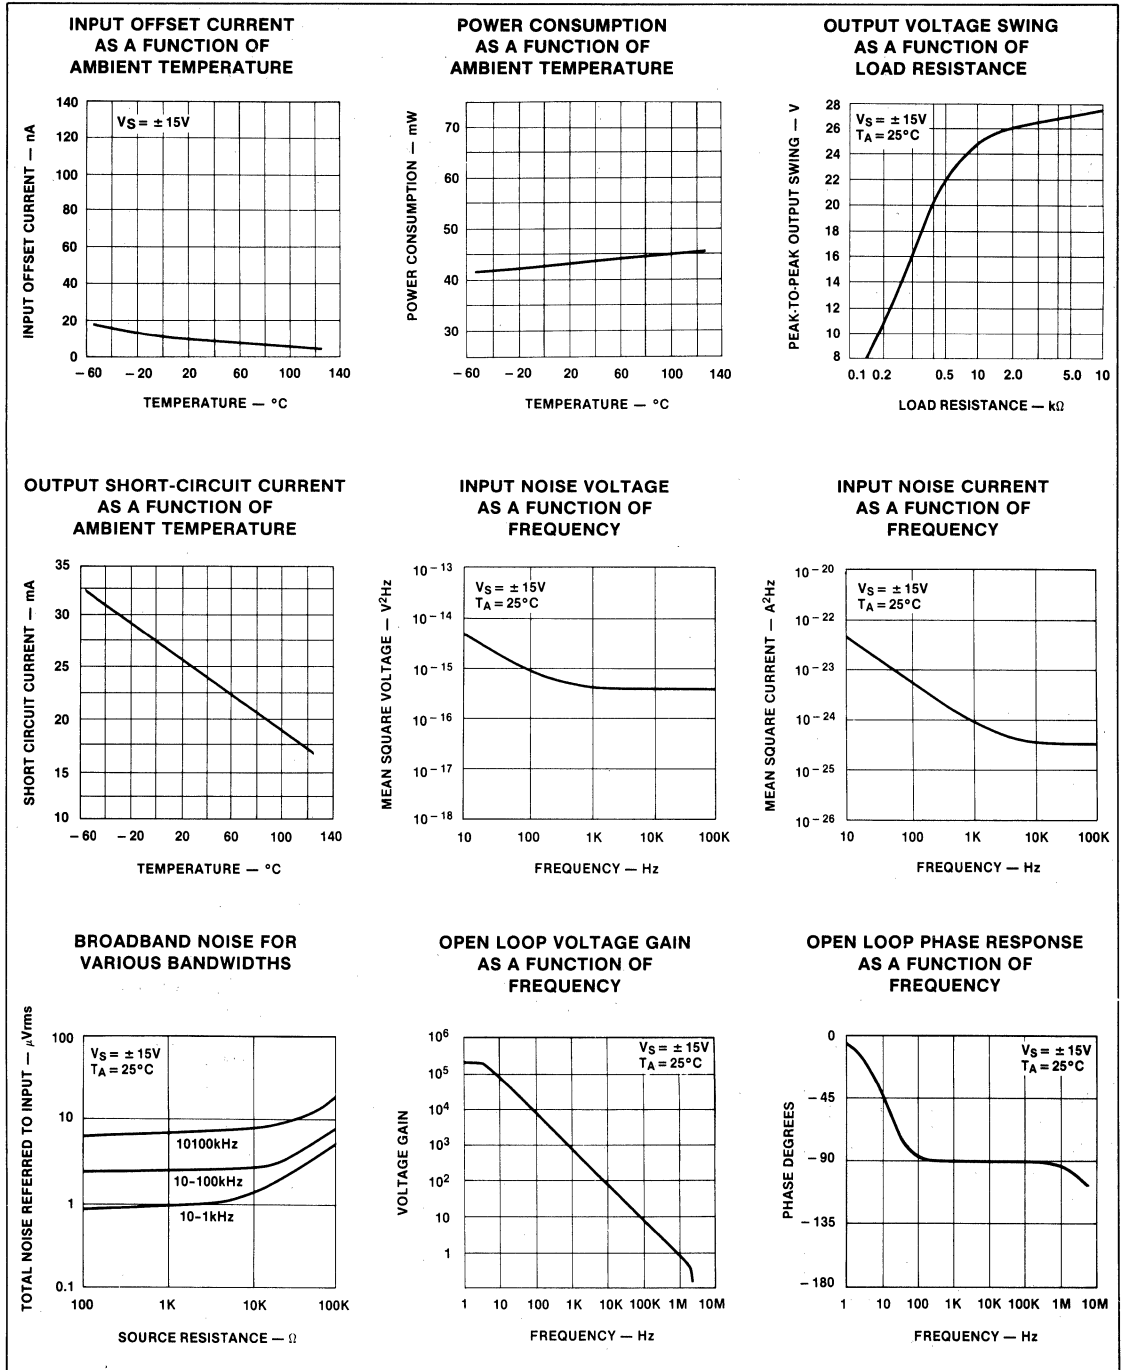 INPUT OFFSET CURRENT
AS A FUNCTION OF
AMBIENT TEMPERATURE
INPUT OFFSET CURRENT — nA
140
120
100
80
60
40
20
0
VS = ± 15V
– 60 – 20 20 60 100 140
TEMPERATURE — °C
POWER CONSUMPTION
AS A FUNCTION OF
AMBIENT TEMPERATURE
POWER CONSUMPTION — mW
70
60
50
40
30
– 60 – 20 20 60 100 140
TEMPERATURE — °C
OUTPUT VOLTAGE SWING
AS A FUNCTION OF
LOAD RESISTANCE
PEAK-TO-PEAK OUTPUT SWING — V
28
26
24
22
20
18
16
14
12
10
8
VS = ± 15V
TA = 25°C
0.1 0.2 0.5 10 2.0 5.0 10
LOAD RESISTANCE — kΩ
OUTPUT SHORT-CIRCUIT CURRENT
AS A FUNCTION OF
AMBIENT TEMPERATURE
SHORT CIRCUIT CURRENT — mA
35
30
25
20
15
10
– 60 – 20 20 60 100 140
TEMPERATURE — °C
INPUT NOISE VOLTAGE
AS A FUNCTION OF
FREQUENCY
MEAN SQUARE VOLTAGE — V²Hz
10⁻¹³
10⁻¹⁴
10⁻¹⁵
10⁻¹⁶
10⁻¹⁷
10⁻¹⁸
VS = ± 15V
TA = 25°C
10 100 1K 10K 100K
FREQUENCY — Hz
INPUT NOISE CURRENT
AS A FUNCTION OF
FREQUENCY
MEAN SQUARE CURRENT — A²Hz
10⁻²⁰
10⁻²²
10⁻²³
10⁻²⁴
10⁻²⁵
10⁻²⁶
VS = ± 15V
TA = 25°C
10 100 1K 10K 100K
FREQUENCY — Hz
BROADBAND NOISE FOR
VARIOUS BANDWIDTHS
TOTAL NOISE REFERRED TO INPUT — μVrms
100
10
1
0.1
VS = ± 15V
TA = 25°C
10100kHz
10–100kHz
10–1kHz
100 1K 10K 100K
SOURCE RESISTANCE — Ω
OPEN LOOP VOLTAGE GAIN
AS A FUNCTION OF
FREQUENCY
VOLTAGE GAIN
10⁶
10⁵
10⁴
10³
10²
10
1
VS = ± 15V
TA = 25°C
1 10 100 1K 10K 100K 1M 10M
FREQUENCY — Hz
OPEN LOOP PHASE RESPONSE
AS A FUNCTION OF
FREQUENCY
PHASE DEGREES
0
– 45
– 90
– 135
– 180
VS = ± 15V
TA = 25°C
1 10 100 1K 10K 100K 1M 10M
FREQUENCY — Hz